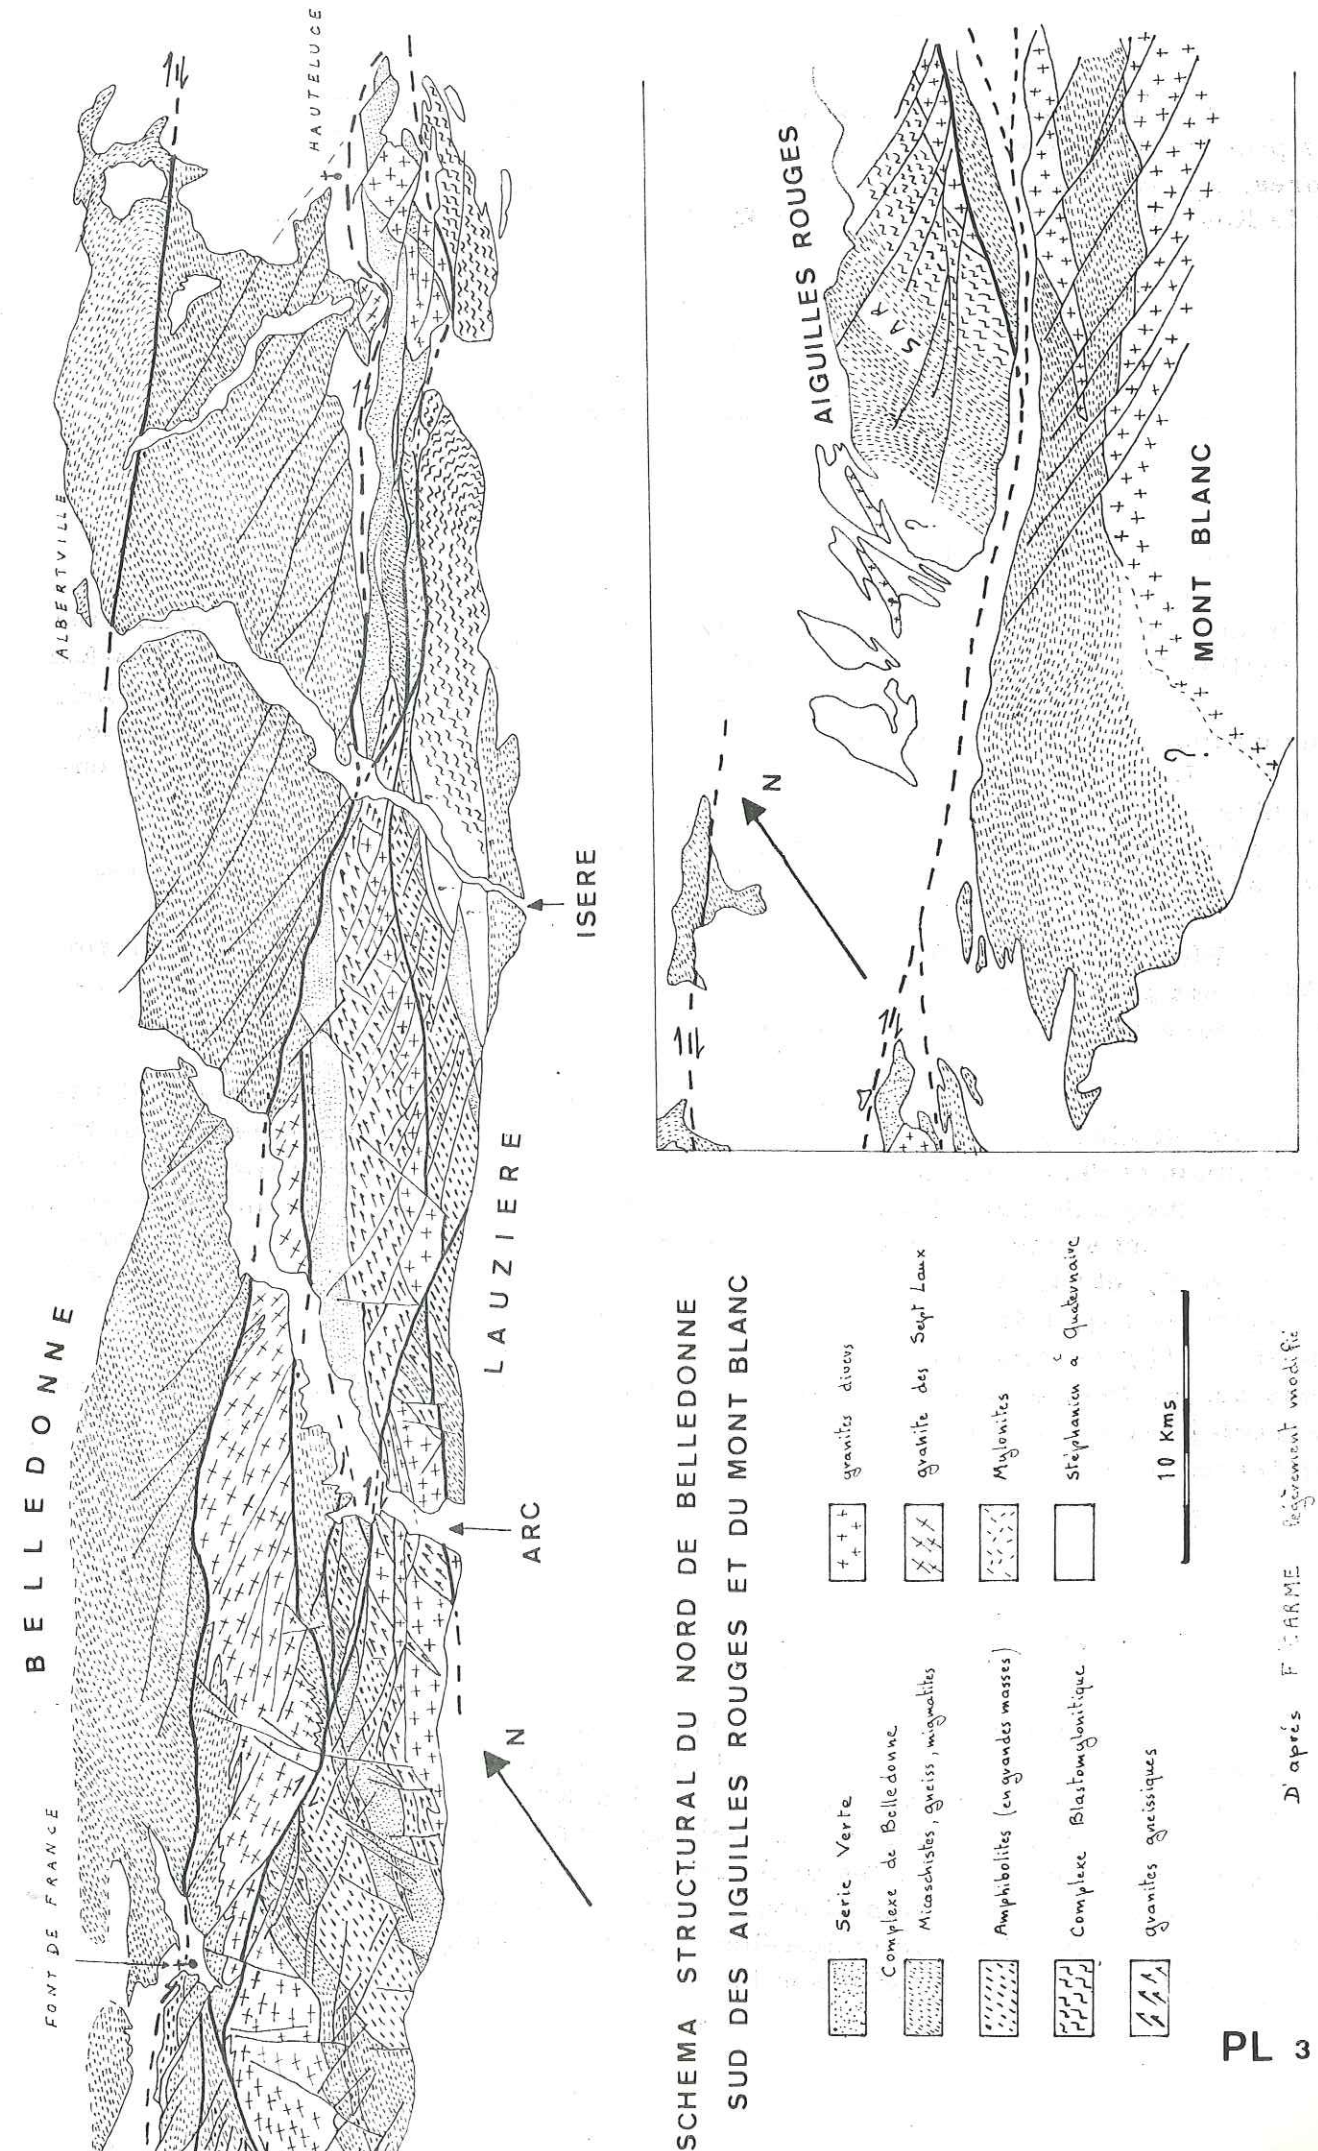 SCHEMA STRUCTURAL DU NORD DE BELLEDONNE
SUD DES AIGUILLES ROUGES ET DU MONT BLANC
BELLEDONNE
FONT DE FRANCE
ALBERTVILLE
HAUTELUCE
LAUZIERE
ARC
ISERE
N
AIGUILLES ROUGES
SAR
?
MONT BLANC
?
N
Serie Verte
Complexe de Belledonne
Micaschistes, gneiss, migmatites
Amphibolites (en grandes masses)
Complexe Blastomylonitique
granites gneissiques
granites divers
granite des Sept Laux
Mylonites
stéphanien à Quaternaire
10 Kms
D'après F CARME légèrement modifié
PL 3